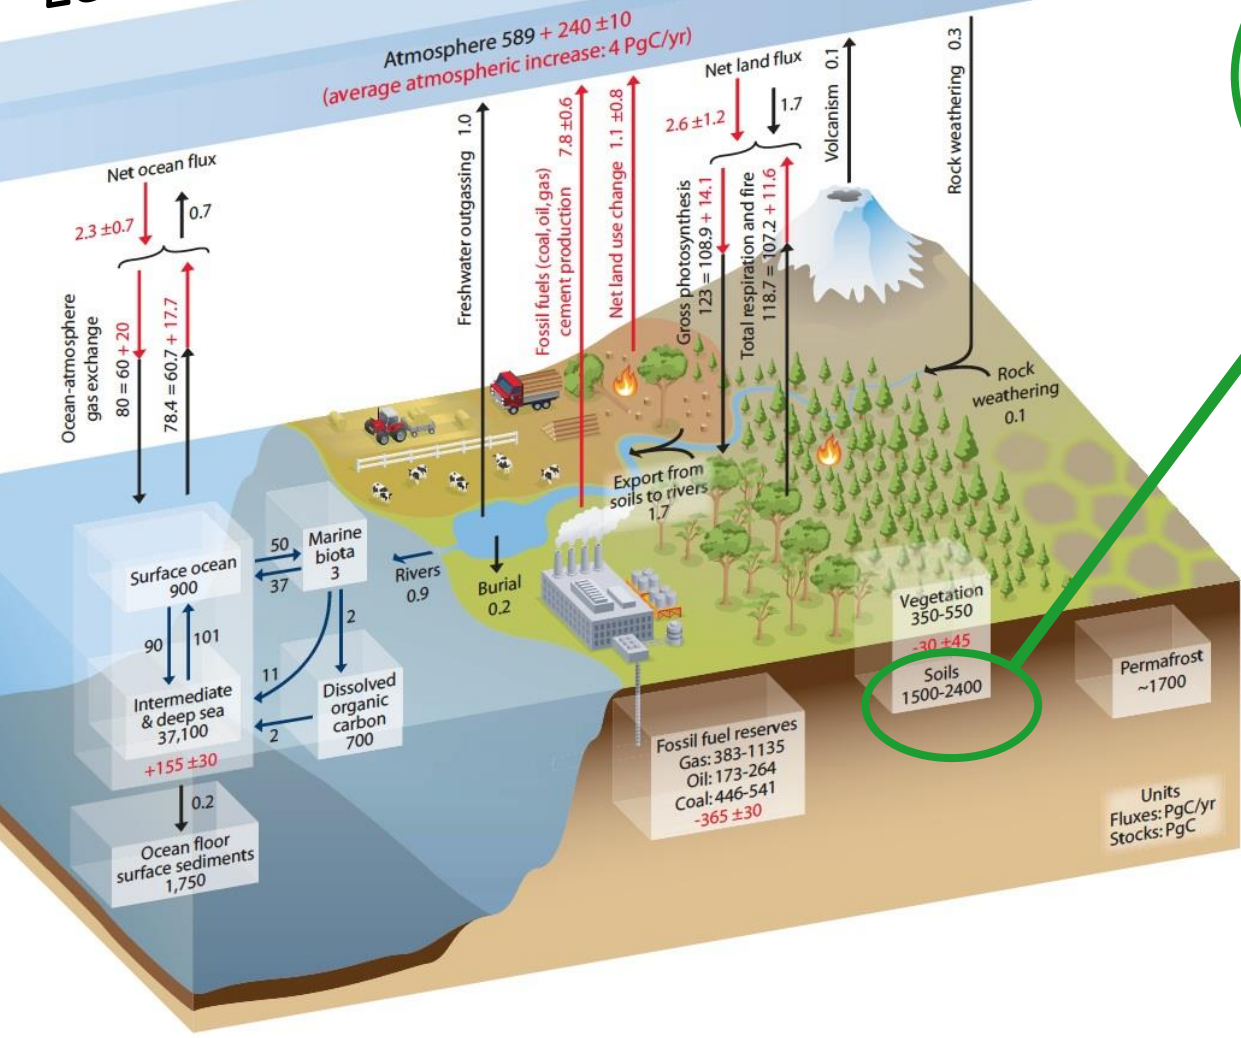 Atmosphere 589 + 240 ±10
(average atmospheric increase: 4 PgC/yr)
Net ocean flux
2.3 ±0.7
0.7
Ocean-atmosphere
gas exchange
80 = 60 + 20
78.4 = 60.7 + 17.7
Freshwater outgassing 1.0
Fossil fuels (coal, oil, gas)
cement production 7.8 ±0.6
Net land use change 1.1 ±0.8
Net land flux
2.6 ±1.2
1.7
Gross photosynthesis
123 = 108.9 + 14.1
Total respiration and fire
118.7 = 107.2 + 11.6
Volcanism 0.1
Rock weathering 0.3
Rock
weathering
0.1
Export from
soils to rivers
1.7
Surface ocean
900
50
37
Marine
biota
3
Rivers
0.9
Burial
0.2
90
101
2
11
Intermediate
& deep sea
37,100
+155 ±30
2
Dissolved
organic
carbon
700
0.2
Ocean floor
surface sediments
1,750
Fossil fuel reserves
Gas: 383-1135
Oil: 173-264
Coal: 446-541
-365 ±30
Vegetation
350-550
-30 ±45
Soils
1500-2400
Permafrost
~1700
Units
Fluxes: PgC/yr
Stocks: PgC